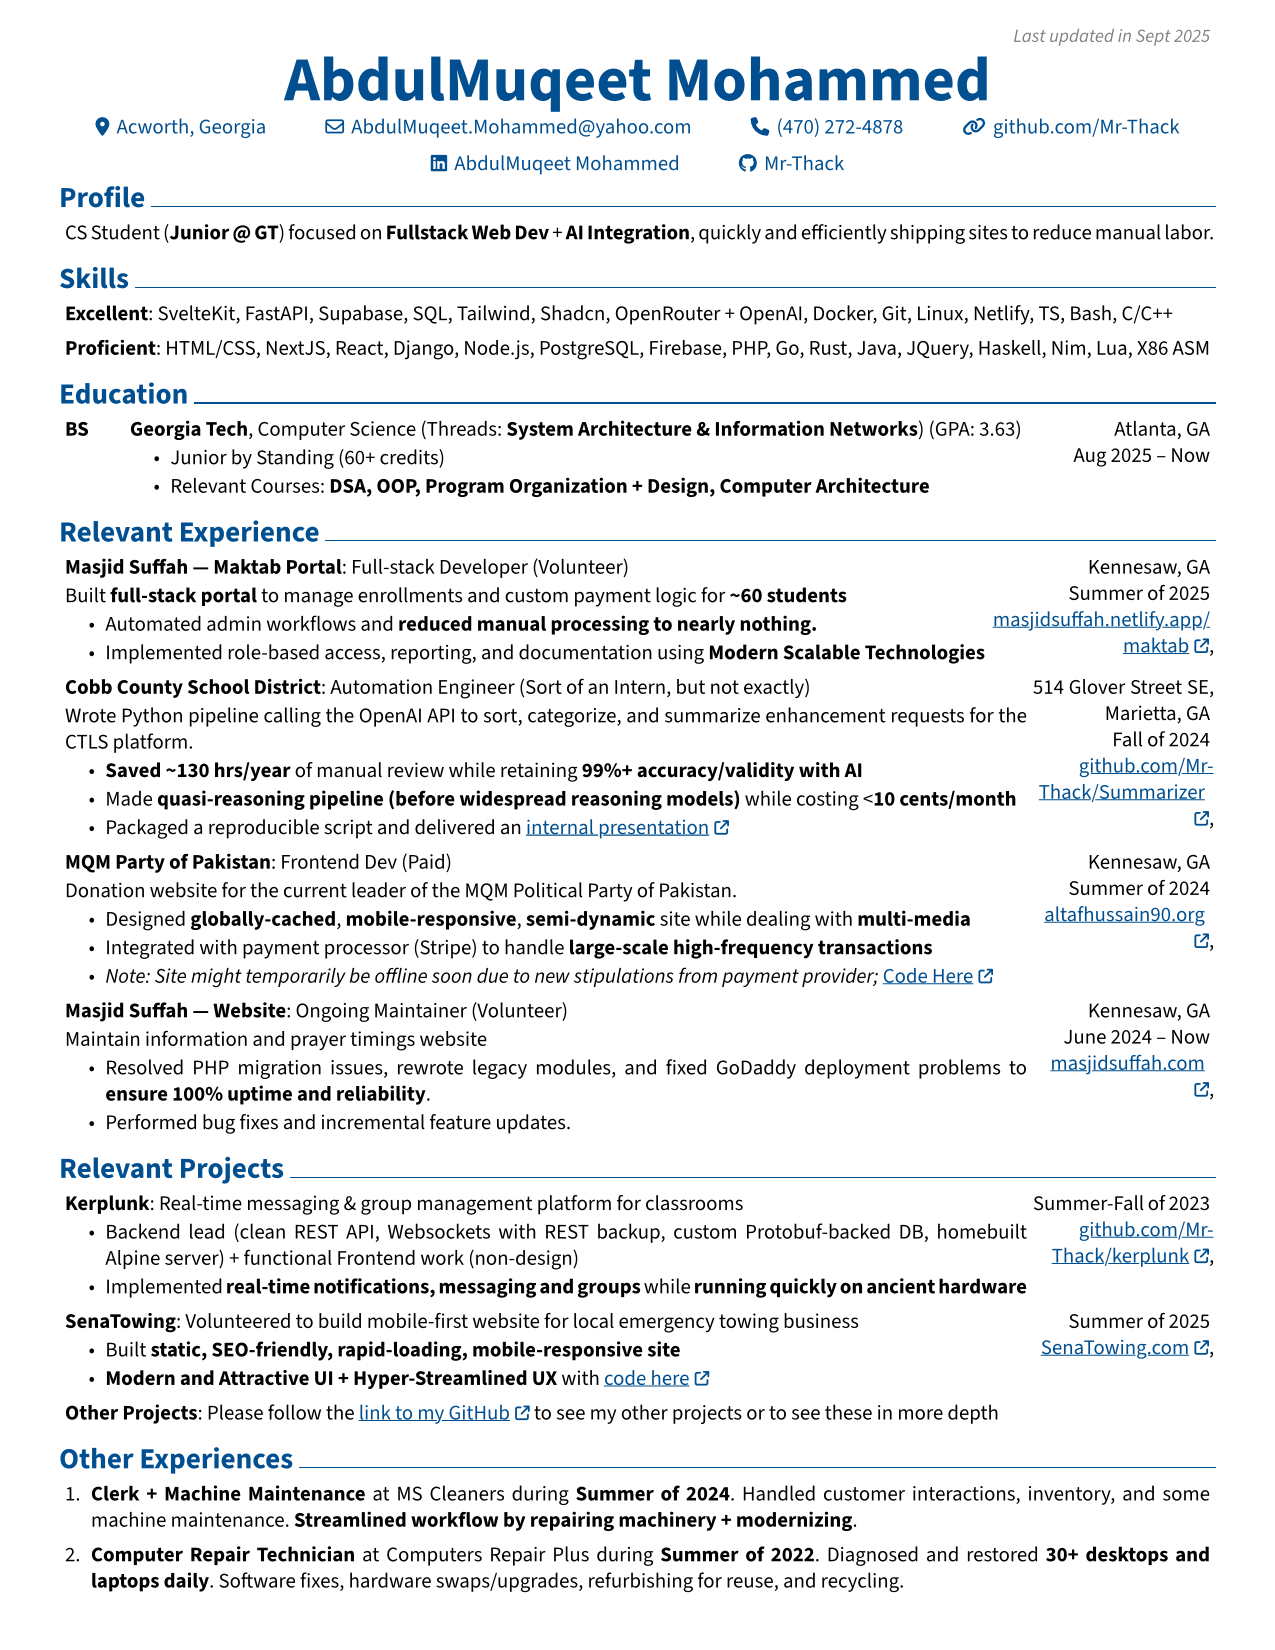 Last updated in Sept 2025
AbdulMuqeet Mohammed
Acworth, Georgia AbdulMuqeet.Mohammed@yahoo.com (470) 272-4878 github.com/Mr-Thack
AbdulMuqeet Mohammed Mr-Thack
Profile
CS Student (Junior @ GT) focused on Fullstack Web Dev + AI Integration, quickly and efficiently shipping sites to reduce manual labor.
Skills
Excellent: SvelteKit, FastAPI, Supabase, SQL, Tailwind, Shadcn, OpenRouter + OpenAI, Docker, Git, Linux, Netlify, TS, Bash, C/C++
Proficient: HTML/CSS, NextJS, React, Django, Node.js, PostgreSQL, Firebase, PHP, Go, Rust, Java, JQuery, Haskell, Nim, Lua, X86 ASM
Education
BS Georgia Tech, Computer Science (Threads: System Architecture & Information Networks) (GPA: 3.63)
• Junior by Standing (60+ credits)
• Relevant Courses: DSA, OOP, Program Organization + Design, Computer Architecture
Atlanta, GA
Aug 2025 – Now
Relevant Experience
Masjid Suffah — Maktab Portal: Full-stack Developer (Volunteer)
Built full-stack portal to manage enrollments and custom payment logic for ~60 students
• Automated admin workflows and reduced manual processing to nearly nothing.
• Implemented role-based access, reporting, and documentation using Modern Scalable Technologies
Kennesaw, GA
Summer of 2025
masjidsuffah.netlify.app/
maktab ,
Cobb County School District: Automation Engineer (Sort of an Intern, but not exactly)
Wrote Python pipeline calling the OpenAI API to sort, categorize, and summarize enhancement requests for the
CTLS platform.
• Saved ~130 hrs/year of manual review while retaining 99%+ accuracy/validity with AI
• Made quasi-reasoning pipeline (before widespread reasoning models) while costing <10 cents/month
• Packaged a reproducible script and delivered an internal presentation
514 Glover Street SE,
Marietta, GA
Fall of 2024
github.com/Mr-
Thack/Summarizer
,
MQM Party of Pakistan: Frontend Dev (Paid)
Donation website for the current leader of the MQM Political Party of Pakistan.
• Designed globally-cached, mobile-responsive, semi-dynamic site while dealing with multi-media
• Integrated with payment processor (Stripe) to handle large-scale high-frequency transactions
• Note: Site might temporarily be offline soon due to new stipulations from payment provider; Code Here
Kennesaw, GA
Summer of 2024
altafhussain90.org
,
Masjid Suffah — Website: Ongoing Maintainer (Volunteer)
Maintain information and prayer timings website
• Resolved PHP migration issues, rewrote legacy modules, and fixed GoDaddy deployment problems to
ensure 100% uptime and reliability.
• Performed bug fixes and incremental feature updates.
Kennesaw, GA
June 2024 – Now
masjidsuffah.com
,
Relevant Projects
Kerplunk: Real-time messaging & group management platform for classrooms
• Backend lead (clean REST API, Websockets with REST backup, custom Protobuf-backed DB, homebuilt
Alpine server) + functional Frontend work (non-design)
• Implemented real-time notifications, messaging and groups while running quickly on ancient hardware
Summer-Fall of 2023
github.com/Mr-
Thack/kerplunk ,
SenaTowing: Volunteered to build mobile-first website for local emergency towing business
• Built static, SEO-friendly, rapid-loading, mobile-responsive site
• Modern and Attractive UI + Hyper-Streamlined UX with code here
Summer of 2025
SenaTowing.com ,
Other Projects: Please follow the link to my GitHub to see my other projects or to see these in more depth
Other Experiences
1. Clerk + Machine Maintenance at MS Cleaners during Summer of 2024. Handled customer interactions, inventory, and some
machine maintenance. Streamlined workflow by repairing machinery + modernizing.
2. Computer Repair Technician at Computers Repair Plus during Summer of 2022. Diagnosed and restored 30+ desktops and
laptops daily. Software fixes, hardware swaps/upgrades, refurbishing for reuse, and recycling.